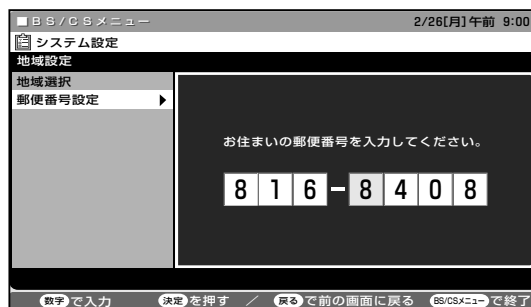 ■BS/CSメニュー 2/26[月]午前 9:00
システム設定
地域設定
地域選択
郵便番号設定 ▶
お住まいの郵便番号を入力してください。
816-8408
数字で入力 決定を押す / 戻るで前の画面に戻る BS/CSメニューで終了